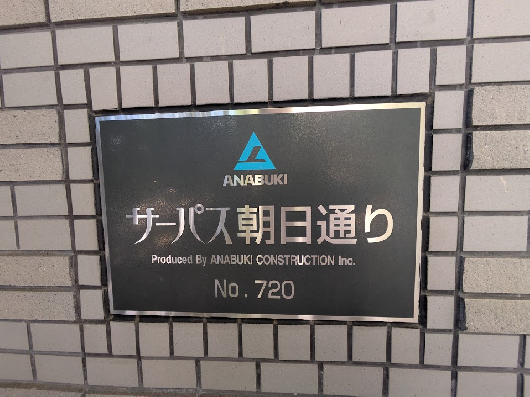 ANABUKI
サーパス朝日通り
Produced By ANABUKI CONSTRUCTION Inc.
No. 720